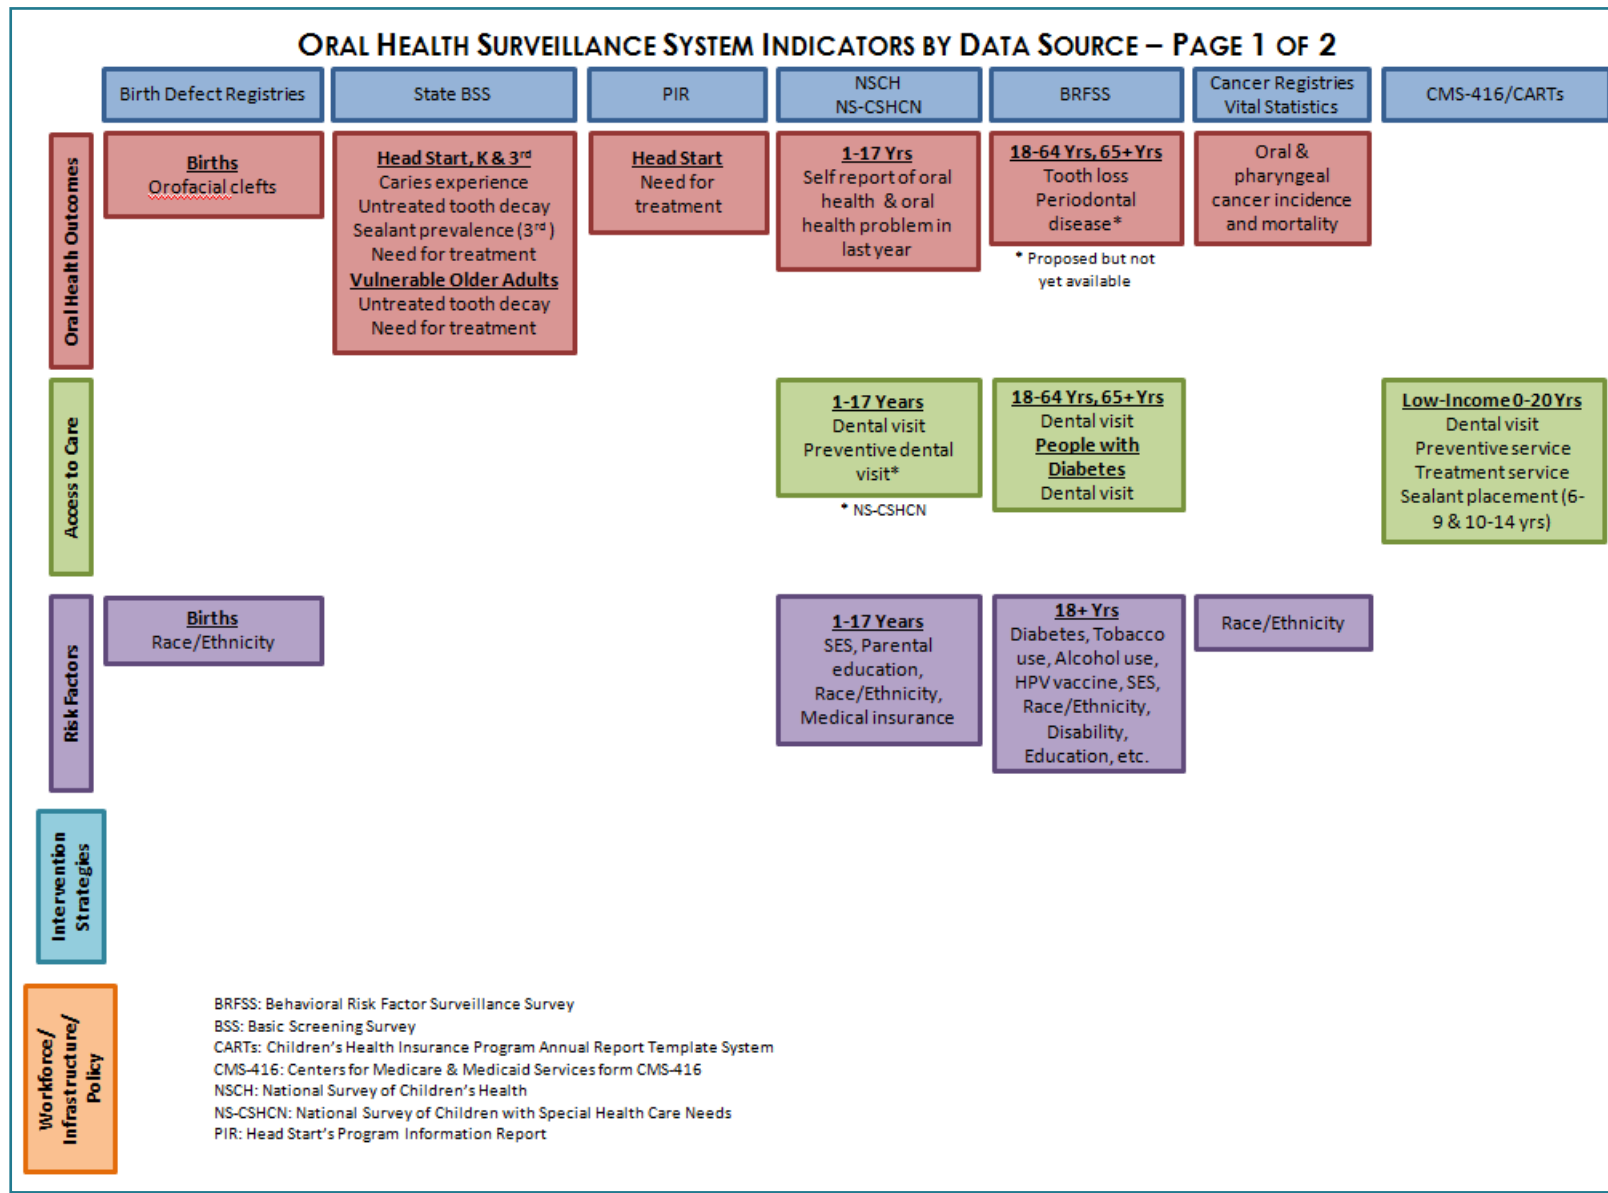 ORAL HEALTH SURVEILLANCE SYSTEM INDICATORS BY DATA SOURCE – PAGE 1 OF 2
Birth Defect Registries
State BSS
PIR
NSCH
NS-CSHCN
BRFSS
Cancer Registries
Vital Statistics
CMS-416/CARTs
Oral Health Outcomes
Births
Orofacial clefts
Head Start, K & 3rd
Caries experience
Untreated tooth decay
Sealant prevalence (3rd)
Need for treatment
Vulnerable Older Adults
Untreated tooth decay
Need for treatment
Head Start
Need for
treatment
1-17 Yrs
Self report of oral
health & oral
health problem in
last year
18-64 Yrs, 65+ Yrs
Tooth loss
Periodontal
disease*
* Proposed but not
yet available
Oral &
pharyngeal
cancer incidence
and mortality
Access to Care
1-17 Years
Dental visit
Preventive dental
visit*
* NS-CSHCN
18-64 Yrs, 65+ Yrs
Dental visit
People with
Diabetes
Dental visit
Low-Income 0-20 Yrs
Dental visit
Preventive service
Treatment service
Sealant placement (6-
9 & 10-14 yrs)
Risk Factors
Births
Race/Ethnicity
1-17 Years
SES, Parental
education,
Race/Ethnicity,
Medical insurance
18+ Yrs
Diabetes, Tobacco
use, Alcohol use,
HPV vaccine, SES,
Race/Ethnicity,
Disability,
Education, etc.
Race/Ethnicity
Intervention
Strategies
Workforce/
Infrastructure/
Policy
BRFSS: Behavioral Risk Factor Surveillance Survey
BSS: Basic Screening Survey
CARTs: Children's Health Insurance Program Annual Report Template System
CMS-416: Centers for Medicare & Medicaid Services form CMS-416
NSCH: National Survey of Children's Health
NS-CSHCN: National Survey of Children with Special Health Care Needs
PIR: Head Start's Program Information Report